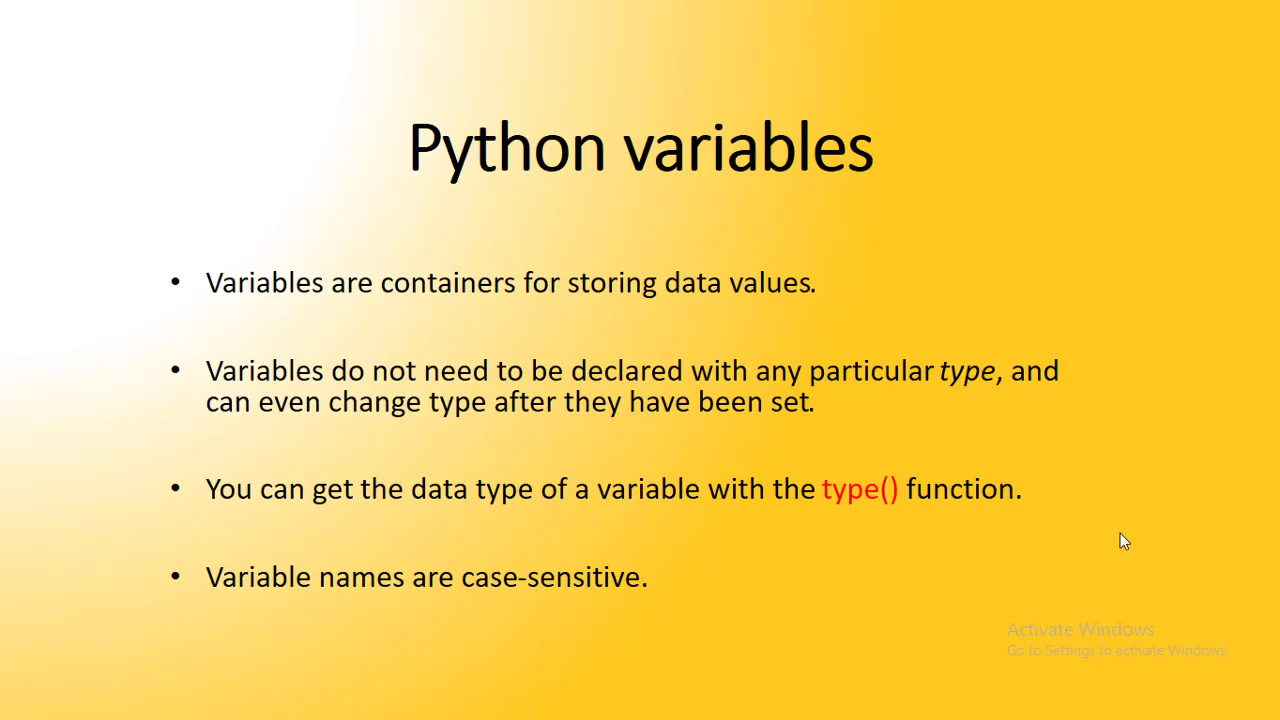 Python variables
• Variables are containers for storing data values.
• Variables do not need to be declared with any particular type, and
can even change type after they have been set.
• You can get the data type of a variable with the type() function.
• Variable names are case-sensitive.
Activate Windows
Go to Settings to activate Windows.